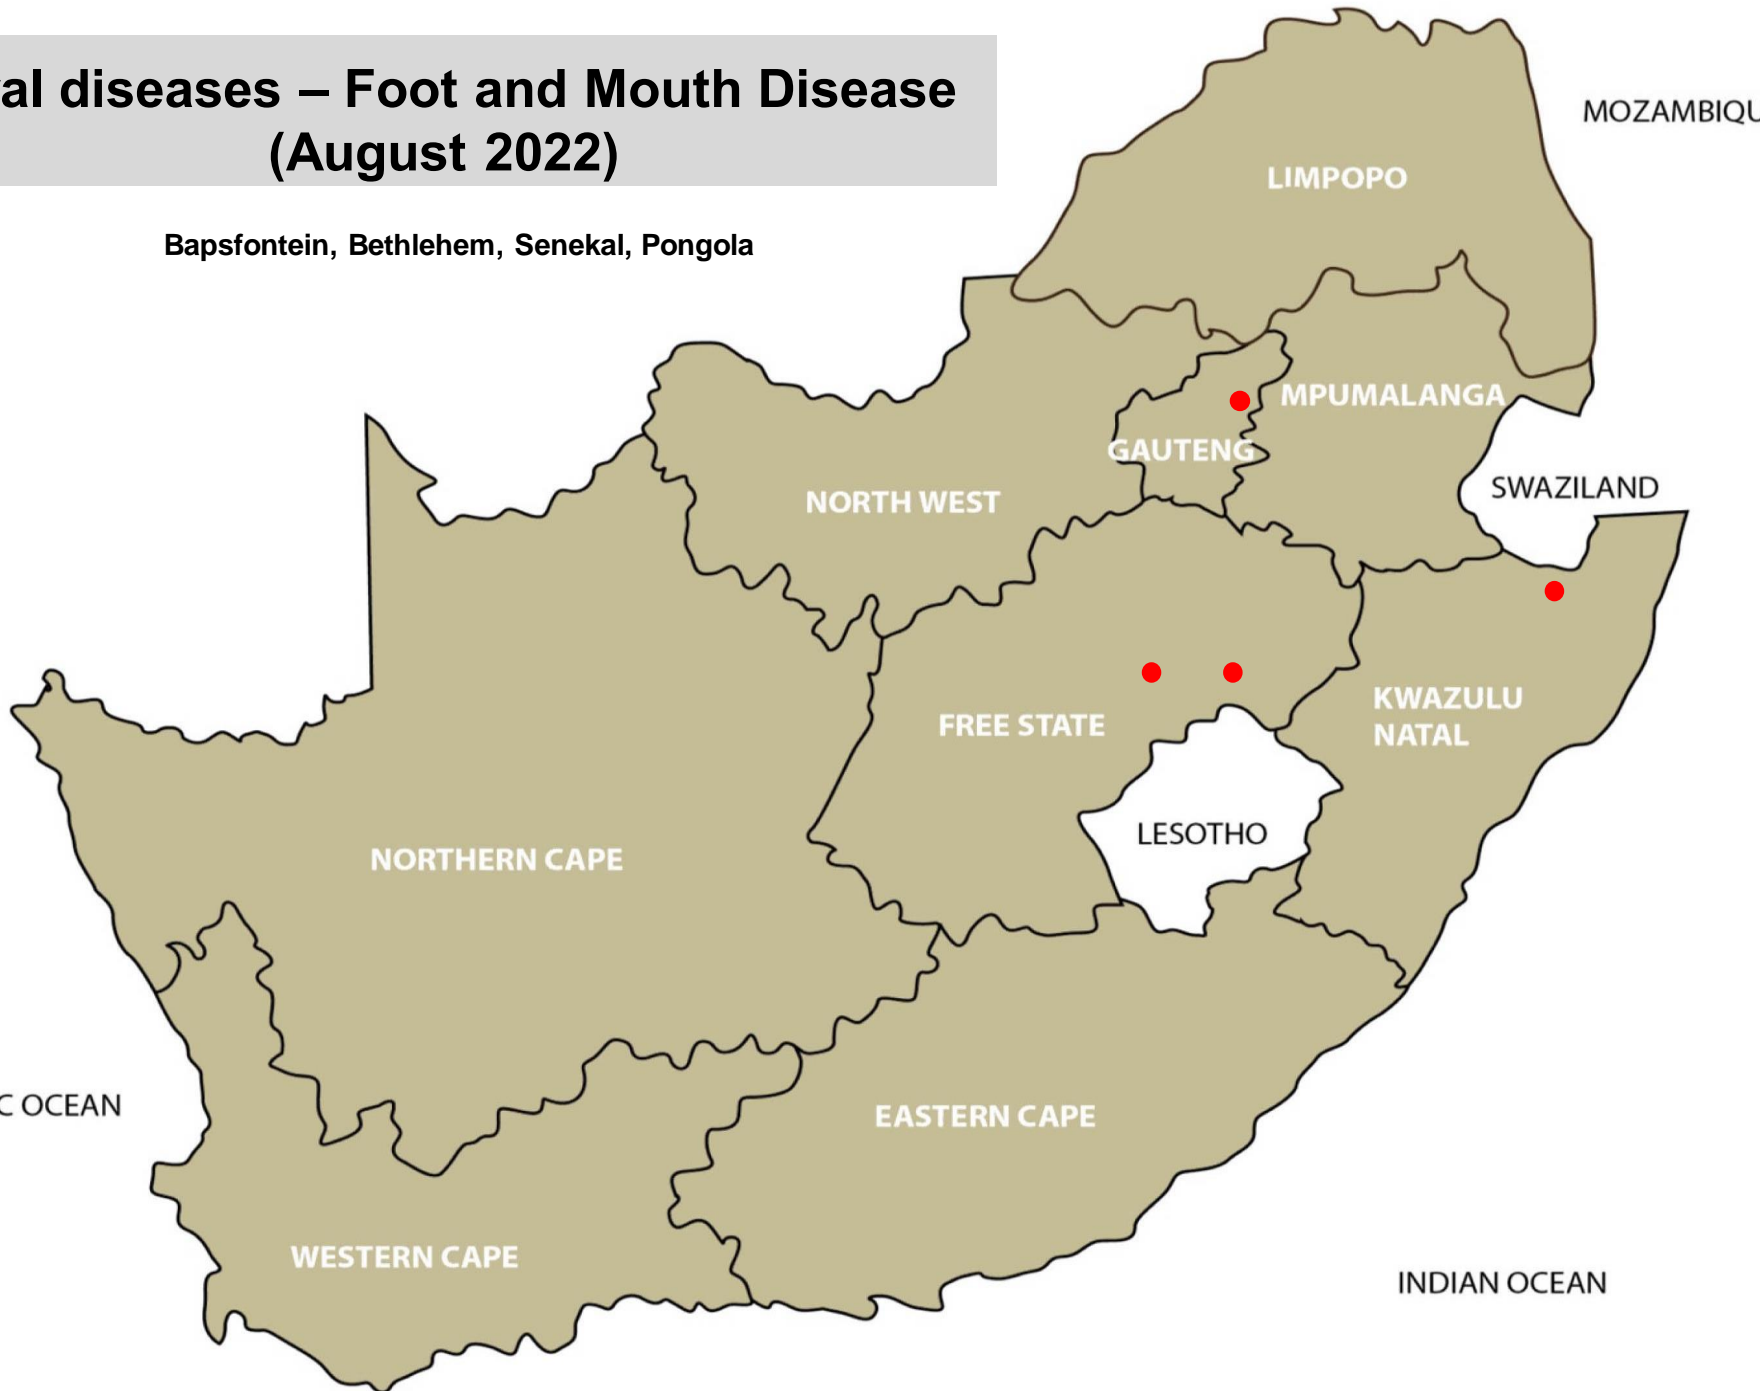 al diseases – Foot and Mouth Disease
(August 2022)
Bapsfontein, Bethlehem, Senekal, Pongola
MOZAMBIQU
LIMPOPO
MPUMALANGA
GAUTENG
SWAZILAND
NORTH WEST
KWAZULU
NATAL
FREE STATE
LESOTHO
NORTHERN CAPE
C OCEAN
EASTERN CAPE
WESTERN CAPE
INDIAN OCEAN